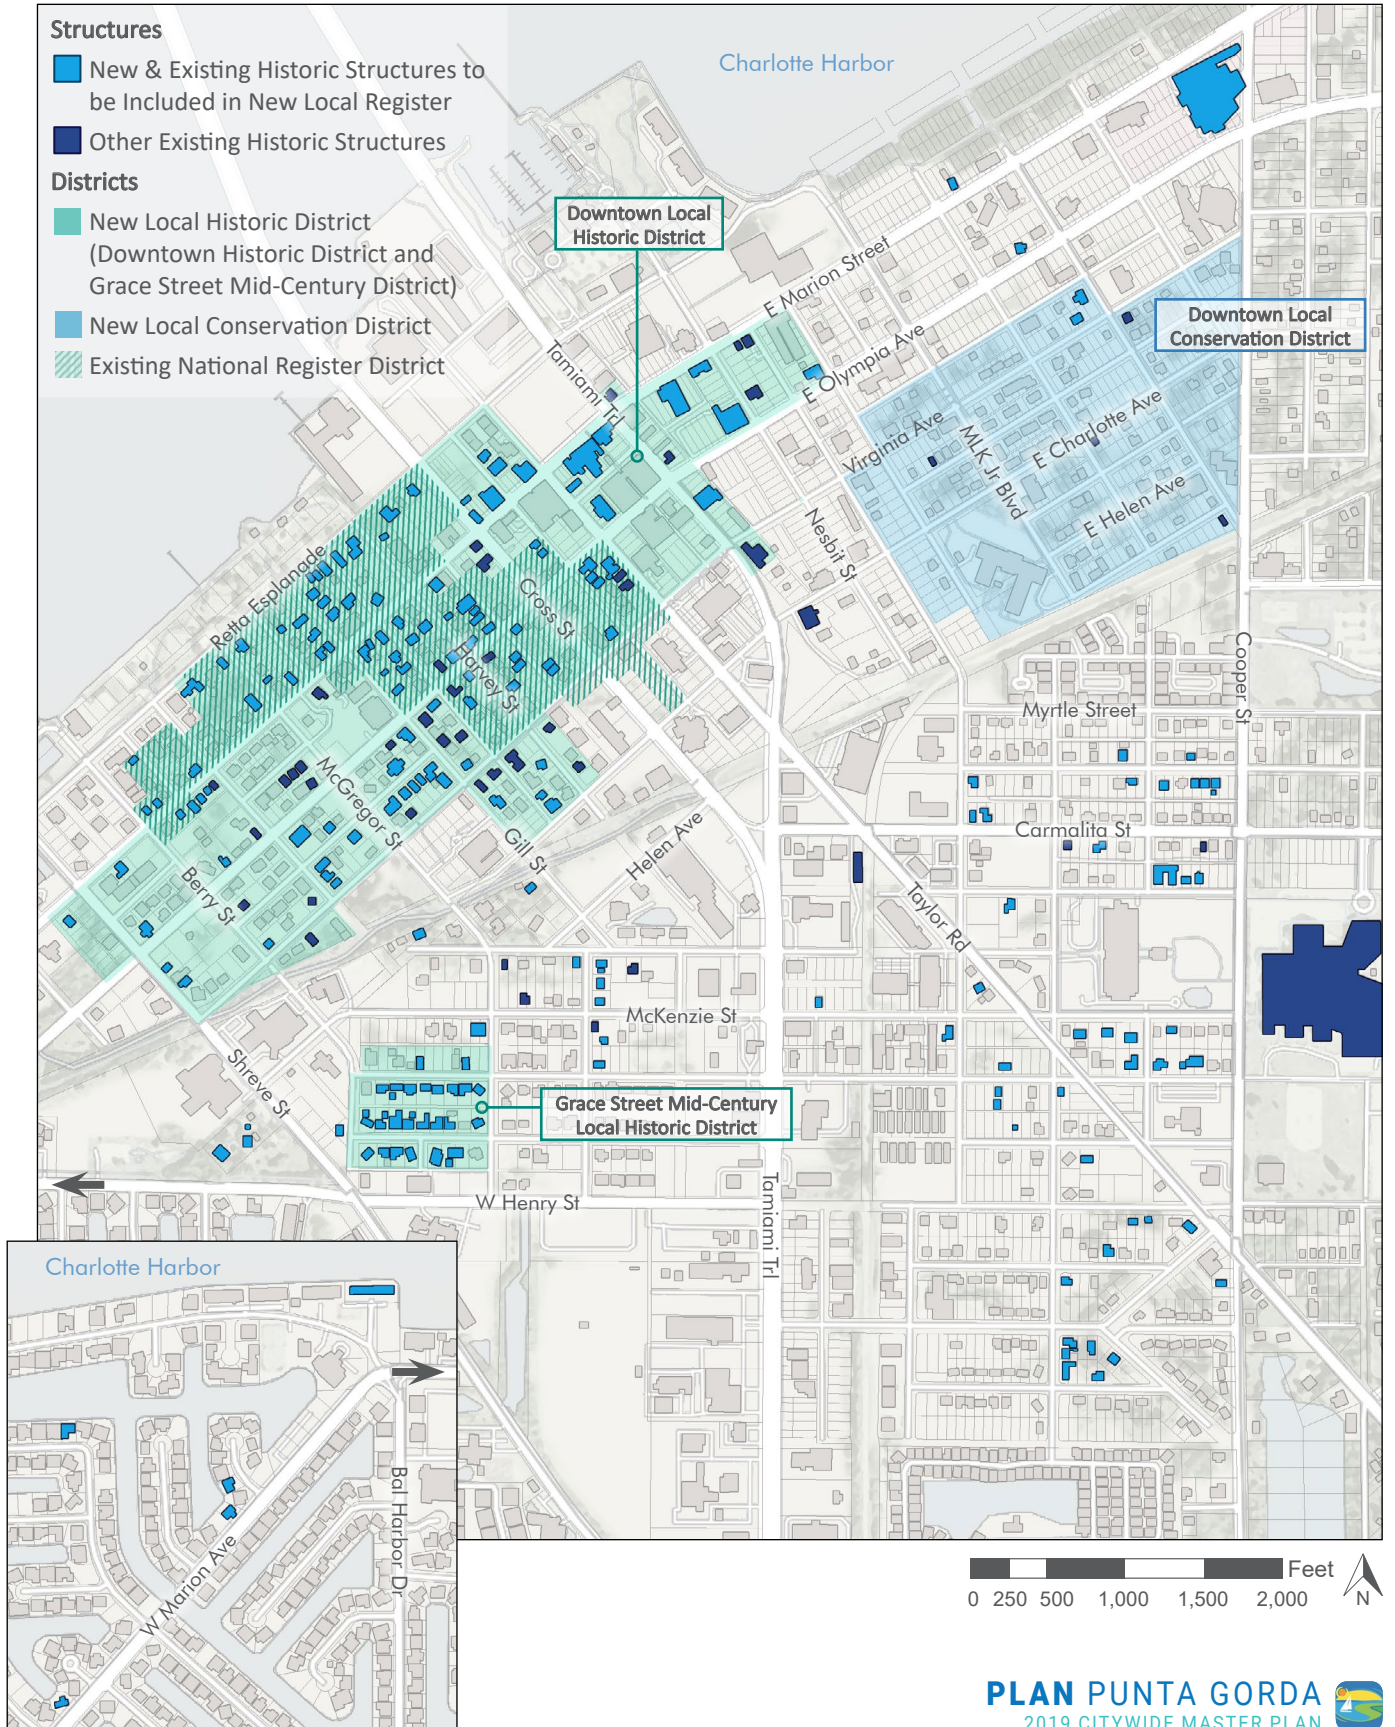 Structures
New & Existing Historic Structures to
be Included in New Local Register
Other Existing Historic Structures
Districts
New Local Historic District
(Downtown Historic District and
Grace Street Mid-Century District)
New Local Conservation District
Existing National Register District
Charlotte Harbor
Downtown Local
Historic District
E Marion Street
Downtown Local
Conservation District
Tamiami Trl
E Olympia Ave
Virginia Ave
MLK Jr Blvd
E Charlotte Ave
E Helen Ave
Nesbit St
Retta Esplanade
Cross St
Harvey St
Cooper St
Myrtle Street
McGregor St
Gill St
Helen Ave
Carmalita St
Berry St
Taylor Rd
McKenzie St
Shreve St
Grace Street Mid-Century
Local Historic District
W Henry St
Tamiami Trl
Charlotte Harbor
Bal Harbor Dr
W Marion Ave
Feet
0 250 500 1,000 1,500 2,000
N
PLAN PUNTA GORDA
2019 CITYWIDE MASTER PLAN